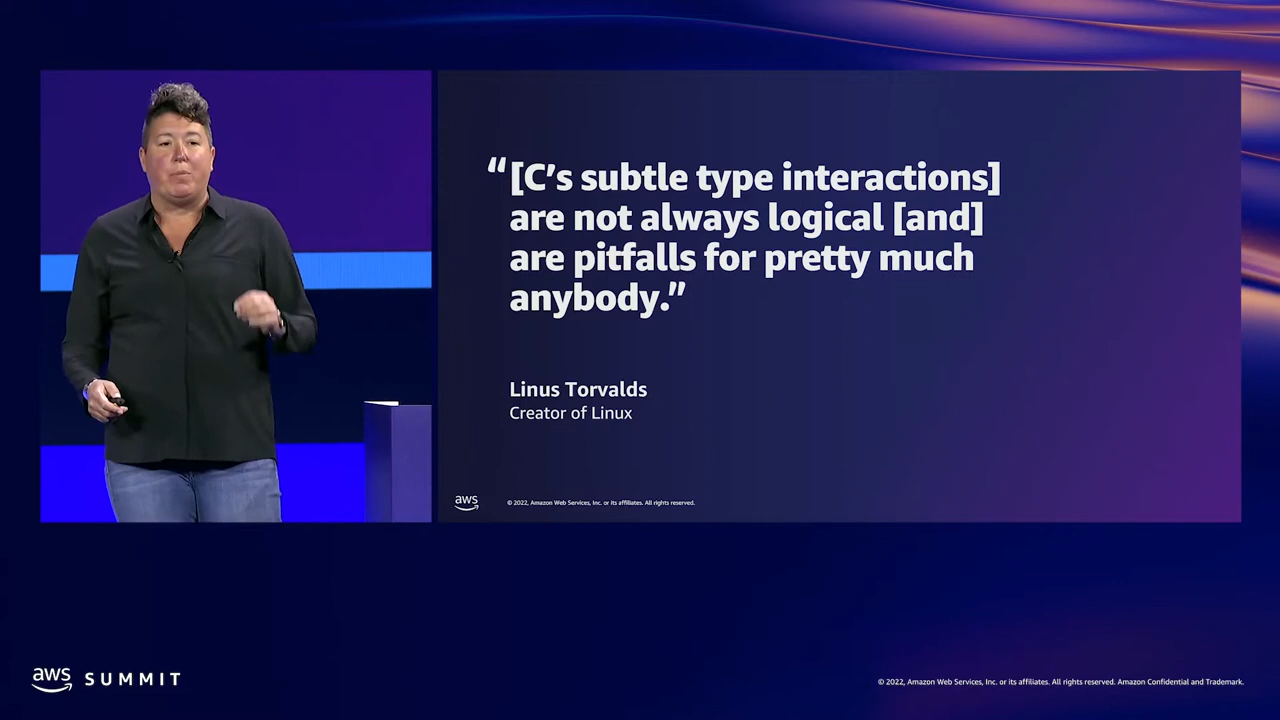 “[C’s subtle type interactions]
are not always logical [and]
are pitfalls for pretty much
anybody.”
Linus Torvalds
Creator of Linux
aws
© 2022, Amazon Web Services, Inc. or its affiliates. All rights reserved.
aws SUMMIT
© 2022, Amazon Web Services, Inc. or its affiliates. All rights reserved. Amazon Confidential and Trademark.